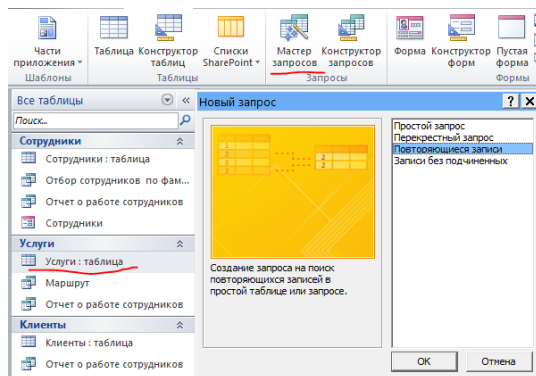 Части приложения
Таблица
Конструктор таблиц
Списки SharePoint
Мастер запросов
Конструктор запросов
Форма
Конструктор форм
Пустая форма
Шаблоны
Таблицы
Запросы
Формы
Все таблицы
Поиск...
Сотрудники
Сотрудники : таблица
Отбор сотрудников по фам...
Отчет о работе сотрудников
Сотрудники
Услуги
Услуги : таблица
Маршрут
Отчет о работе сотрудников
Клиенты
Клиенты : таблица
Отчет о работе сотрудников
Новый запрос
Создание запроса на поиск
повторяющихся записей в
простой таблице или запросе.
Простой запрос
Перекрестный запрос
Повторяющиеся записи
Записи без подчиненных
ОК
Отмена